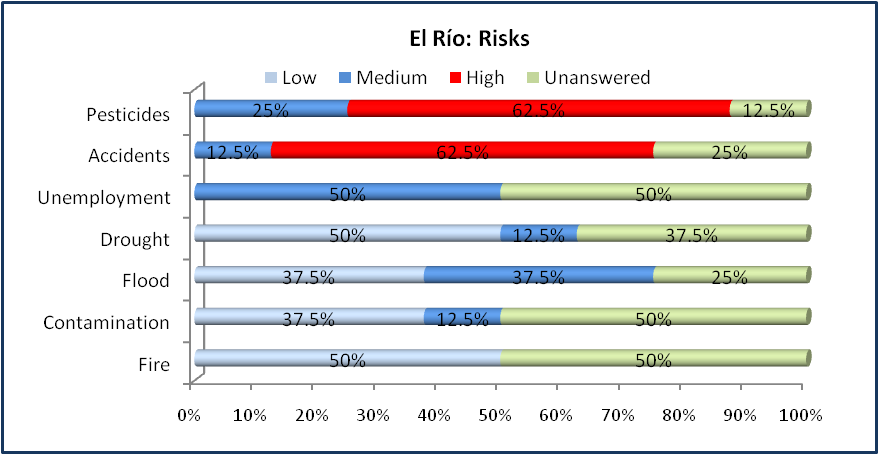 El Río: Risks
Low Medium High Unanswered
Pesticides 25% 62.5% 12.5%
Accidents 12.5% 62.5% 25%
Unemployment 50% 50%
Drought 50% 12.5% 37.5%
Flood 37.5% 37.5% 25%
Contamination 37.5% 12.5% 50%
Fire 50% 50%
0% 10% 20% 30% 40% 50% 60% 70% 80% 90% 100%